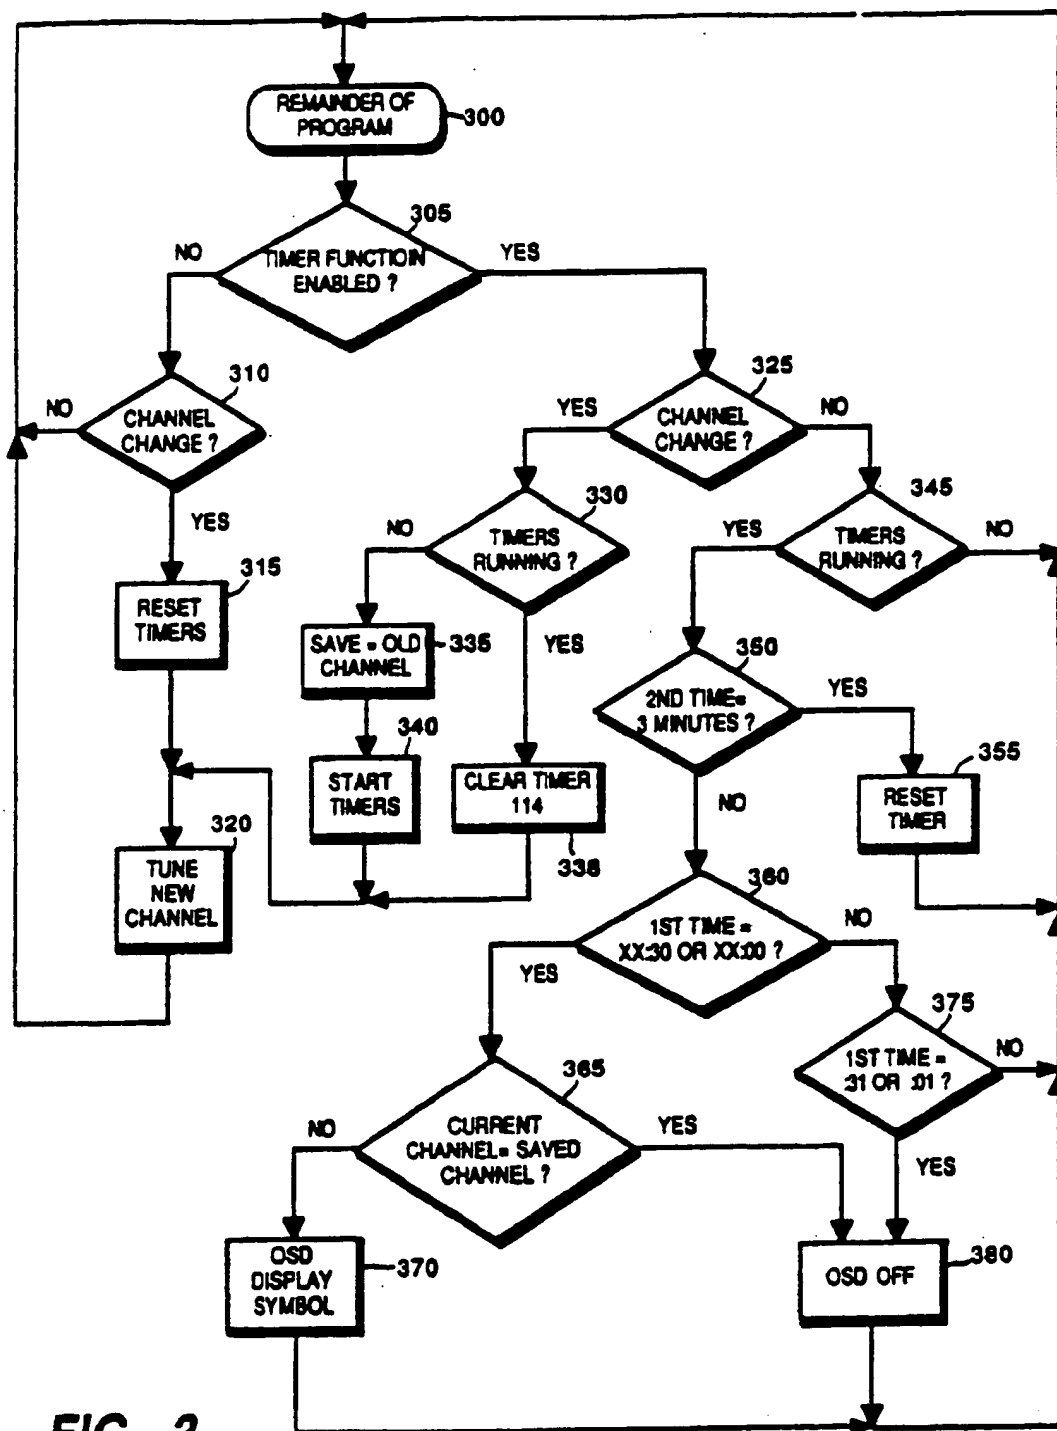 REMAINDER OF
PROGRAM
300
305
TIMER FUNCTIOIN
ENABLED ?
NO
YES
310
CHANNEL
CHANGE ?
NO
YES
325
CHANNEL
CHANGE ?
YES
NO
315
RESET
TIMERS
330
TIMERS
RUNNING ?
NO
YES
345
TIMERS
RUNNING ?
YES
NO
SAVE = OLD
CHANNEL
335
350
2ND TIME=
3 MINUTES ?
YES
NO
340
START
TIMERS
CLEAR TIMER
114
338
355
RESET
TIMER
320
TUNE
NEW
CHANNEL
360
1ST TIME =
XX:30 OR XX:00 ?
YES
NO
375
1ST TIME =
:31 OR :01 ?
NO
YES
365
CURRENT
CHANNEL= SAVED
CHANNEL ?
NO
YES
OSD
DISPLAY
SYMBOL
370
OSD OFF
380